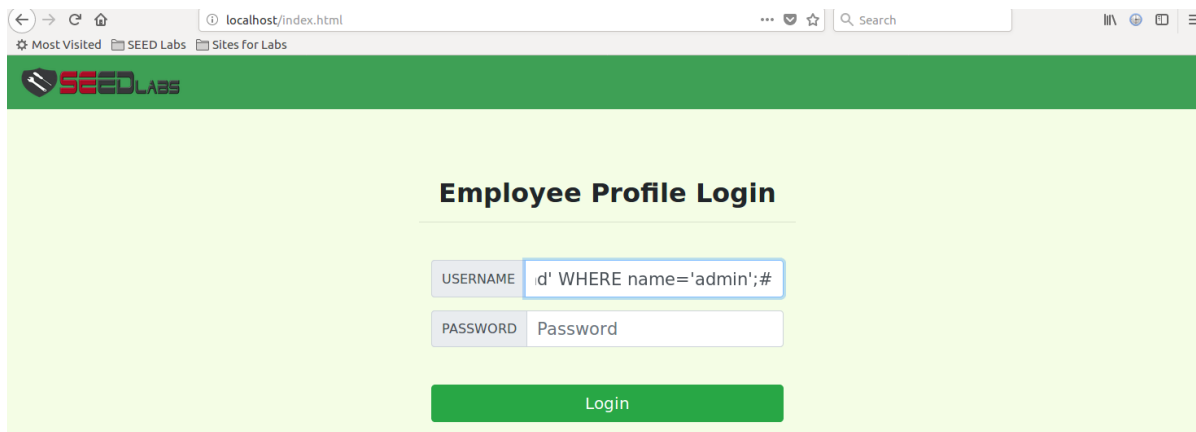 localhost/index.html
Search
Most Visited SEED Labs Sites for Labs
SEEDLABS
Employee Profile Login
USERNAME d' WHERE name='admin';#
PASSWORD Password
Login